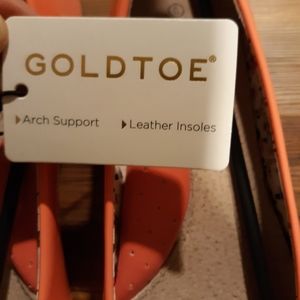 GOLDTOE®
Arch Support
Leather Insoles